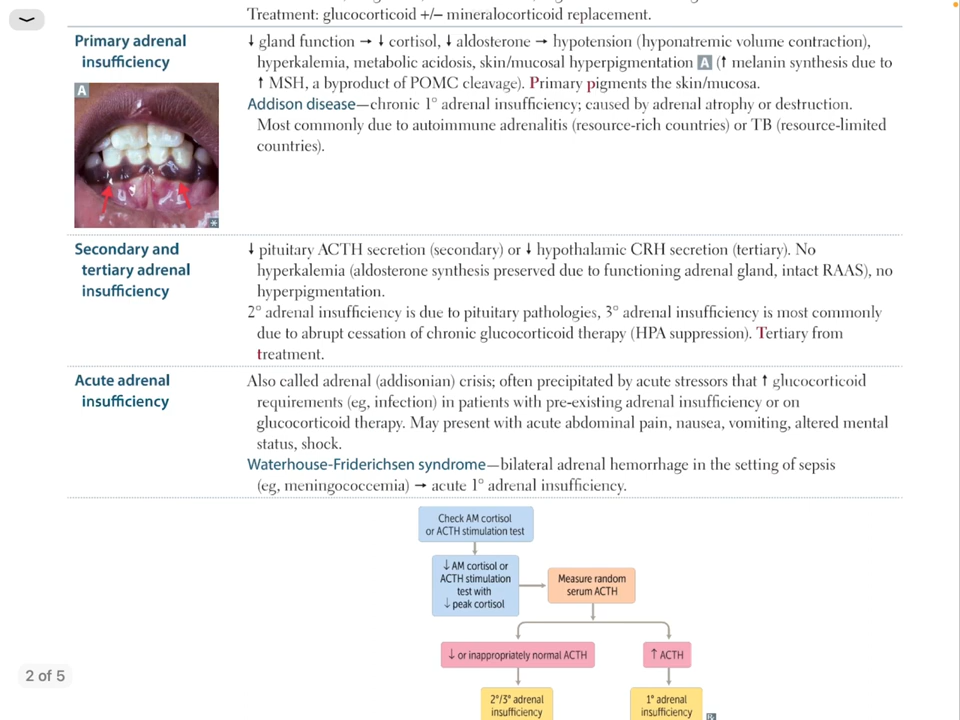 Treatment: glucocorticoid +/– mineralocorticoid replacement.
Primary adrenal
insufficiency
A
↓ gland function → ↓ cortisol, ↓ aldosterone → hypotension (hyponatremic volume contraction),
hyperkalemia, metabolic acidosis, skin/mucosal hyperpigmentation A (↑ melanin synthesis due to
↑ MSH, a byproduct of POMC cleavage). Primary pigments the skin/mucosa.
Addison disease—chronic 1° adrenal insufficiency; caused by adrenal atrophy or destruction.
Most commonly due to autoimmune adrenalitis (resource-rich countries) or TB (resource-limited
countries).
Secondary and
tertiary adrenal
insufficiency
↓ pituitary ACTH secretion (secondary) or ↓ hypothalamic CRH secretion (tertiary). No
hyperkalemia (aldosterone synthesis preserved due to functioning adrenal gland, intact RAAS), no
hyperpigmentation.
2° adrenal insufficiency is due to pituitary pathologies, 3° adrenal insufficiency is most commonly
due to abrupt cessation of chronic glucocorticoid therapy (HPA suppression). Tertiary from
treatment.
Acute adrenal
insufficiency
Also called adrenal (addisonian) crisis; often precipitated by acute stressors that ↑ glucocorticoid
requirements (eg, infection) in patients with pre-existing adrenal insufficiency or on
glucocorticoid therapy. May present with acute abdominal pain, nausea, vomiting, altered mental
status, shock.
Waterhouse-Friderichsen syndrome—bilateral adrenal hemorrhage in the setting of sepsis
(eg, meningococcemia) → acute 1° adrenal insufficiency.
Check AM cortisol
or ACTH stimulation test
↓ AM cortisol or
ACTH stimulation
test with
↓ peak cortisol
Measure random
serum ACTH
↓ or inappropriately normal ACTH
↑ ACTH
2°/3° adrenal
insufficiency
1° adrenal
insufficiency
2 of 5